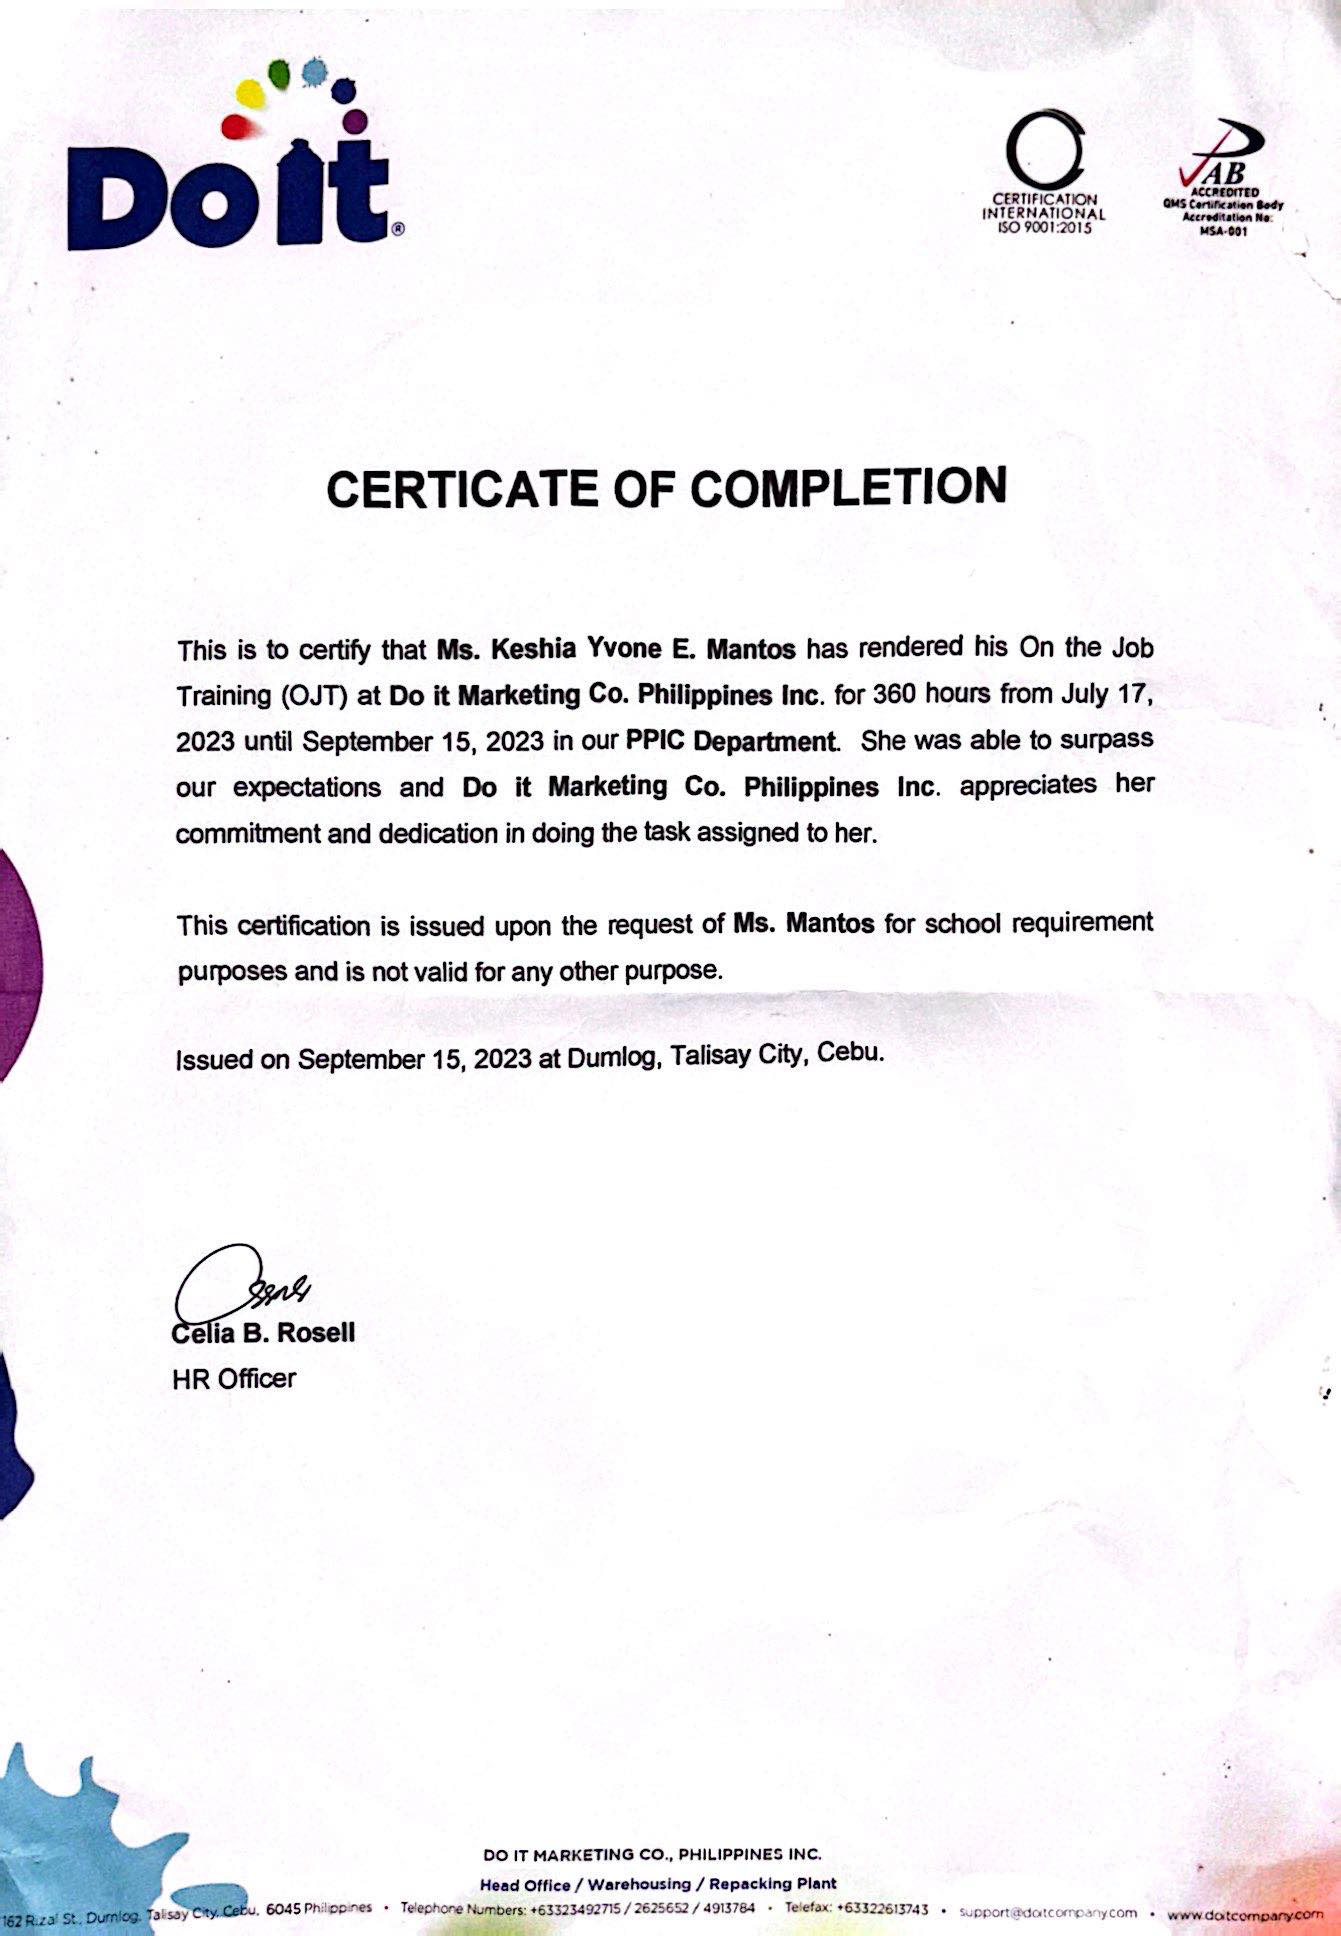 Do it®
CERTIFICATION
INTERNATIONAL
ISO 9001:2015
PAB
ACCREDITED
QMS Certification Body
Accreditation No:
MSA-001
CERTICATE OF COMPLETION
This is to certify that Ms. Keshia Yvone E. Mantos has rendered his On the Job
Training (OJT) at Do it Marketing Co. Philippines Inc. for 360 hours from July 17,
2023 until September 15, 2023 in our PPIC Department. She was able to surpass
our expectations and Do it Marketing Co. Philippines Inc. appreciates her
commitment and dedication in doing the task assigned to her.
This certification is issued upon the request of Ms. Mantos for school requirement
purposes and is not valid for any other purpose.
Issued on September 15, 2023 at Dumlog, Talisay City, Cebu.
Celia B. Rosell
HR Officer
DO IT MARKETING CO., PHILIPPINES INC.
Head Office / Warehousing / Repacking Plant
162 Rizal St., Dumlog, Talisay City, Cebu, 6045 Philippines • Telephone Numbers: +63323492715 / 2625652 / 4913784 • Telefax: +63322613743 • support@doitcompany.com • www.doitcompany.com